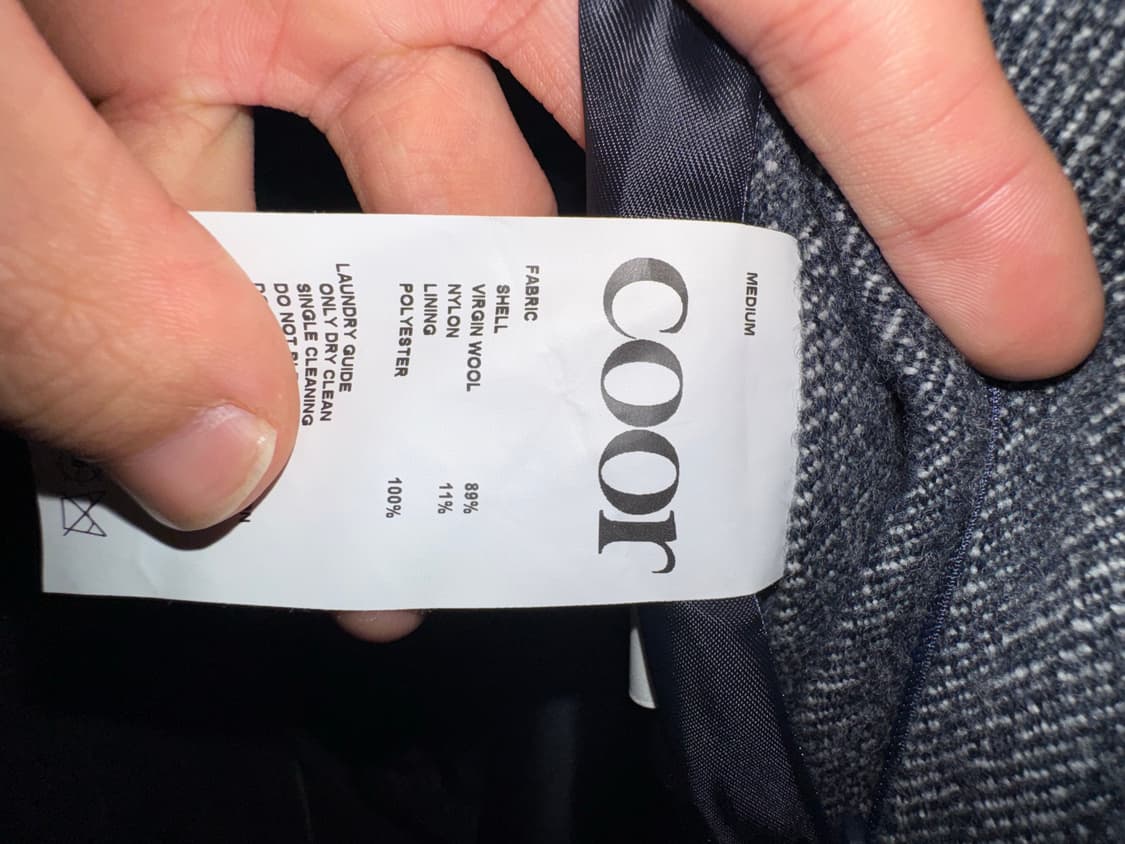 MEDIUM
coor
FABRIC
SHELL
VIRGIN WOOL 89%
NYLON 11%
LINING
POLYESTER 100%
LAUNDRY GUIDE
ONLY DRY CLEAN
SINGLE CLEANING
DO NOT